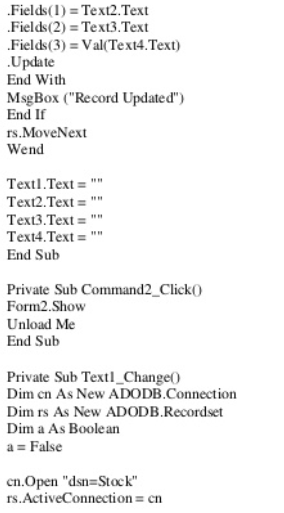 .Fields(1) = Text2.Text
.Fields(2) = Text3.Text
.Fields(3) = Val(Text4.Text)
.Update
End With
MsgBox ("Record Updated")
End If
rs.MoveNext
Wend
Text1.Text = ""
Text2.Text = ""
Text3.Text = ""
Text4.Text = ""
End Sub
Private Sub Command2_Click()
Form2.Show
Unload Me
End Sub
Private Sub Text1_Change()
Dim cn As New ADODB.Connection
Dim rs As New ADODB.Recordset
Dim a As Boolean
a = False
cn.Open "dsn=Stock"
rs.ActiveConnection = cn